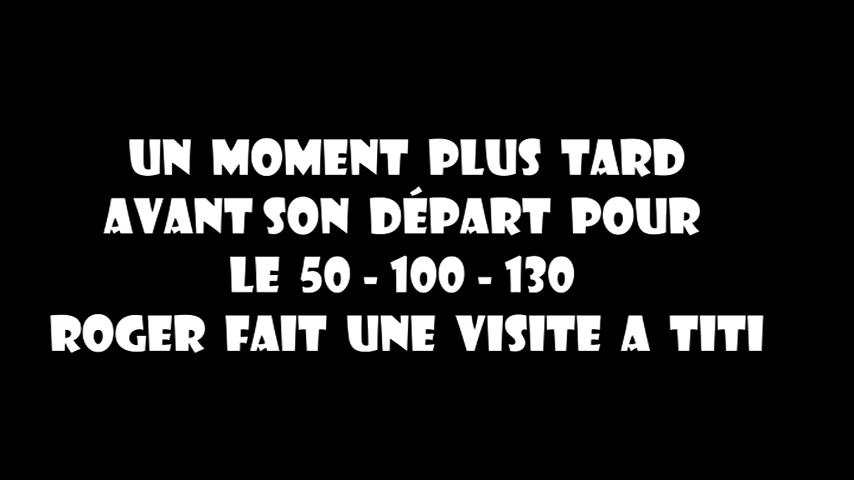 UN MOMENT PLUS TARD
AVANT SON DÉPART POUR
LE 50 - 100 - 130
ROGER FAIT UNE VISITE A TITI